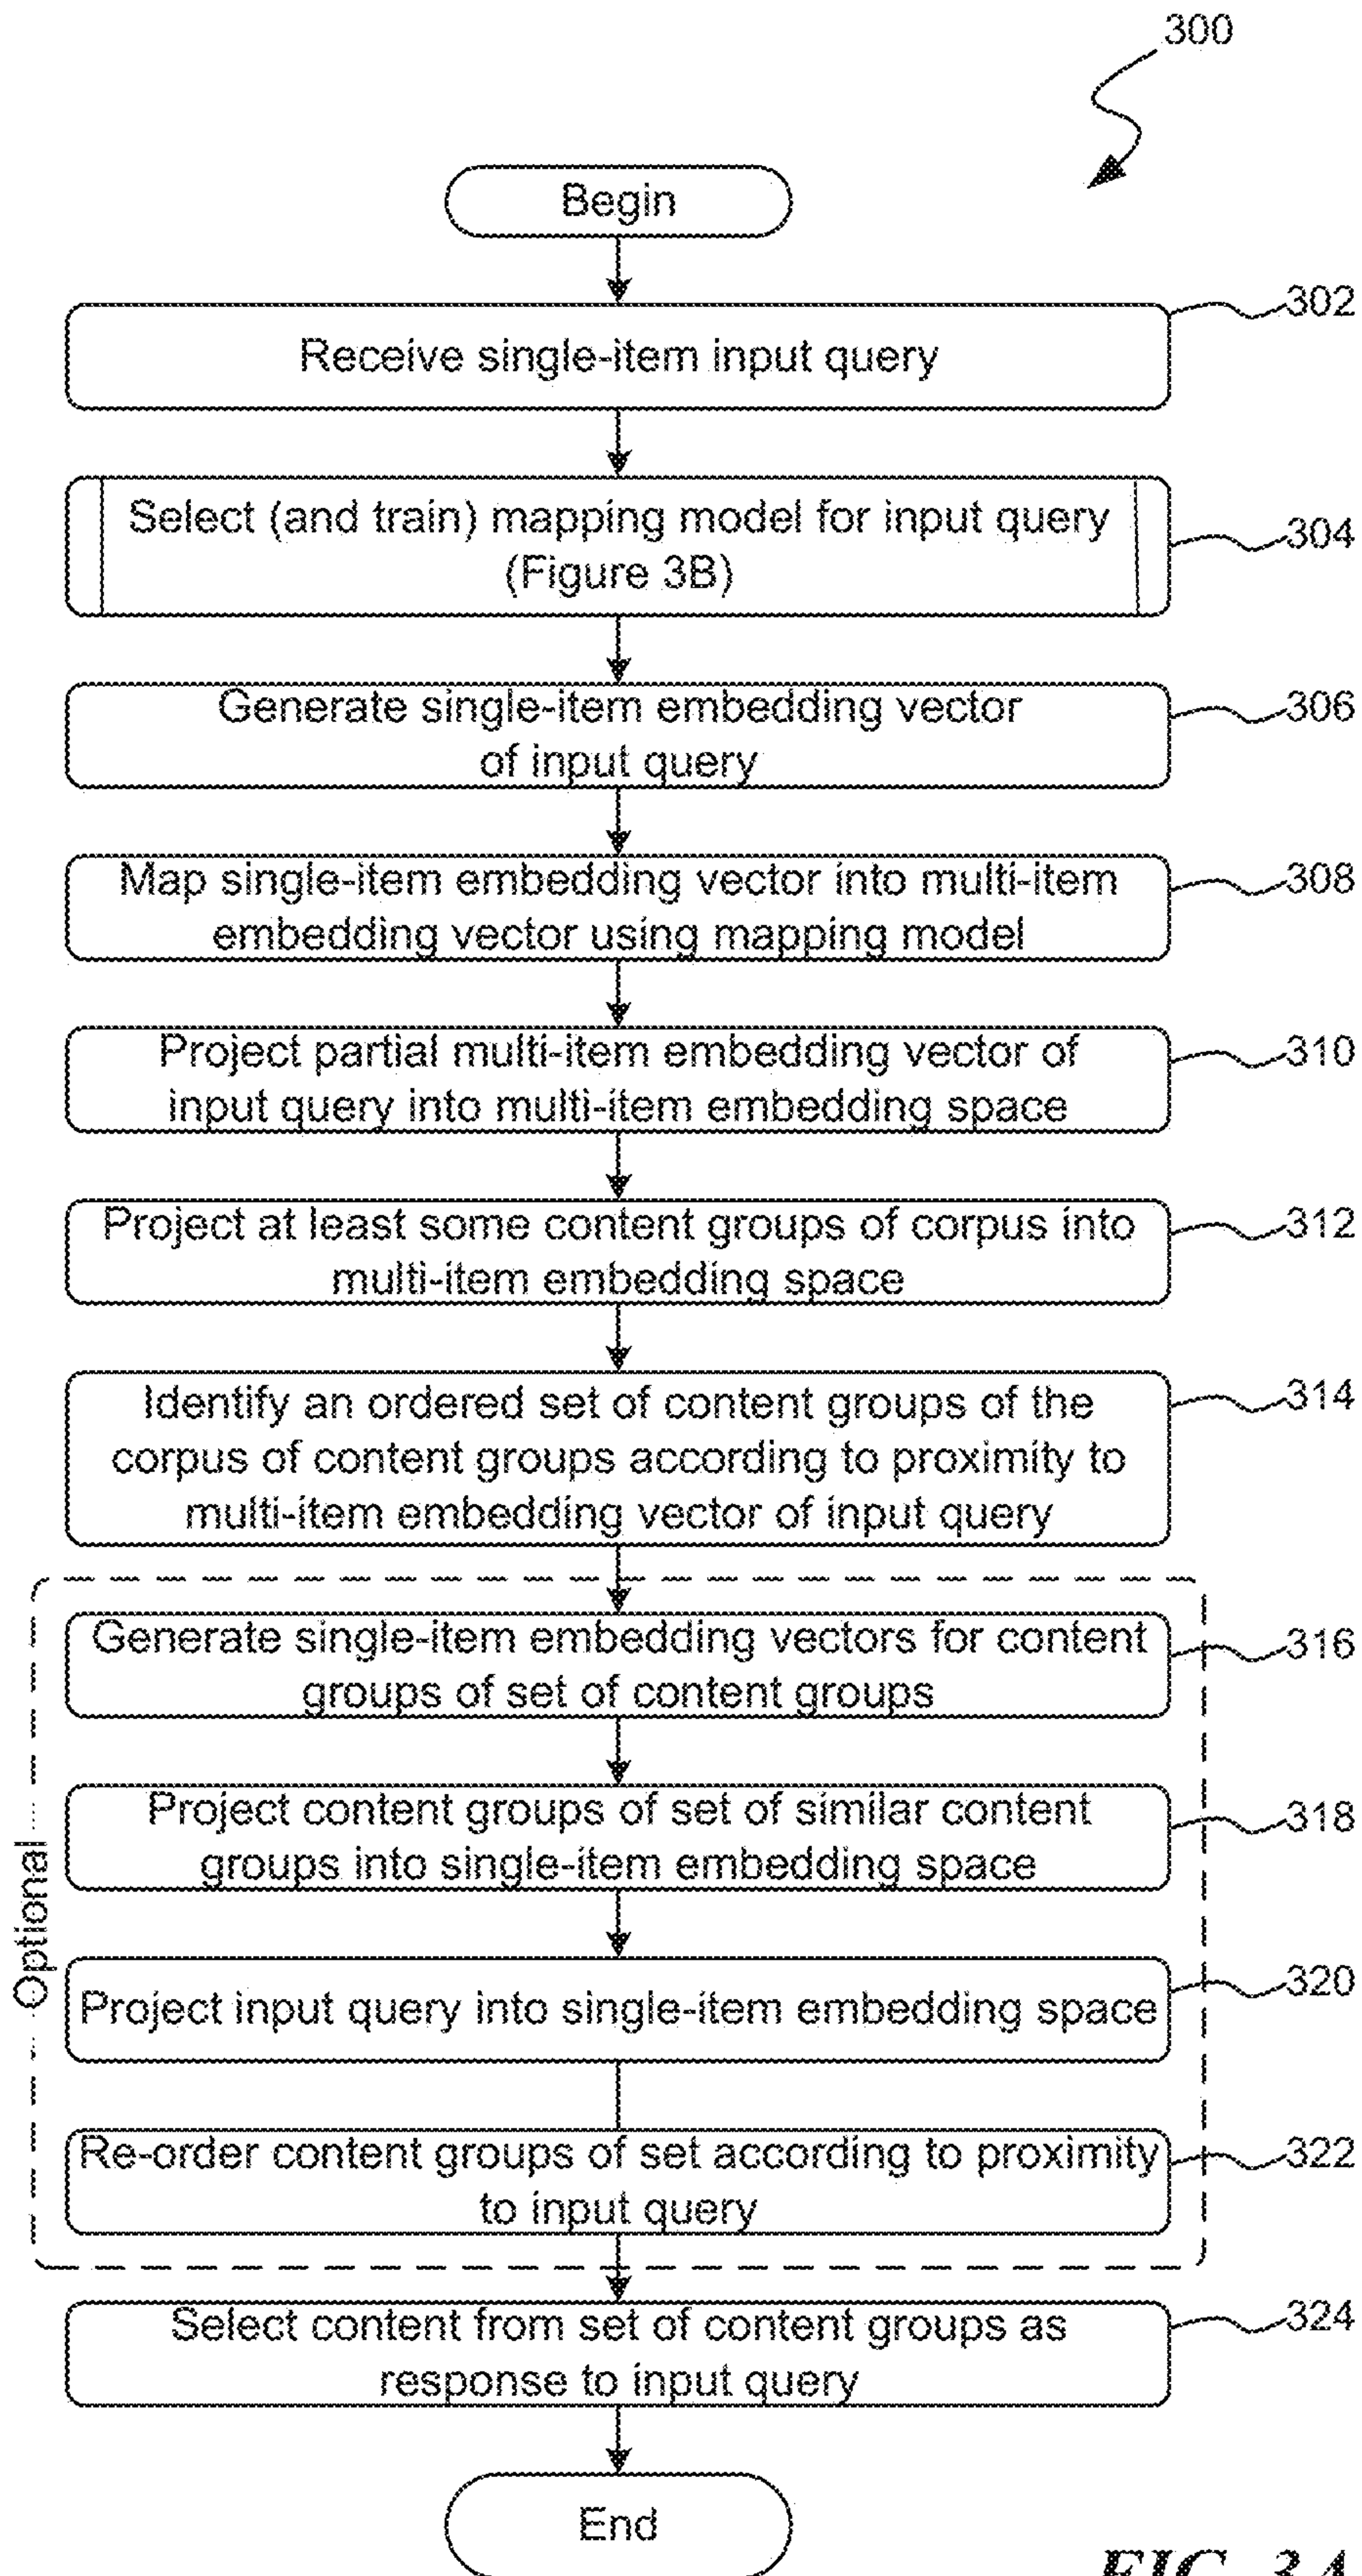 300
Begin
302
Receive single-item input query
Select (and train) mapping model for input query
304
(Figure 3B)
Generate single-item embedding vector
306
of input query
Map single-item embedding vector into multi-item
308
embedding vector using mapping model
Project partial multi-item embedding vector of
310
input query into multi-item embedding space
Project at least some content groups of corpus into
312
multi-item embedding space
Identify an ordered set of content groups of the
314
corpus of content groups according to proximity to
multi-item embedding vector of input query
Generate single-item embedding vectors for content
316
groups of set of content groups
Project content groups of set of similar content
318
groups into single-item embedding space
Optional
320
Project input query into single-item embedding space
Re-order content groups of set according to proximity
322
to input query
Select content from set of content groups as
324
response to input query
End
FIG. 3A